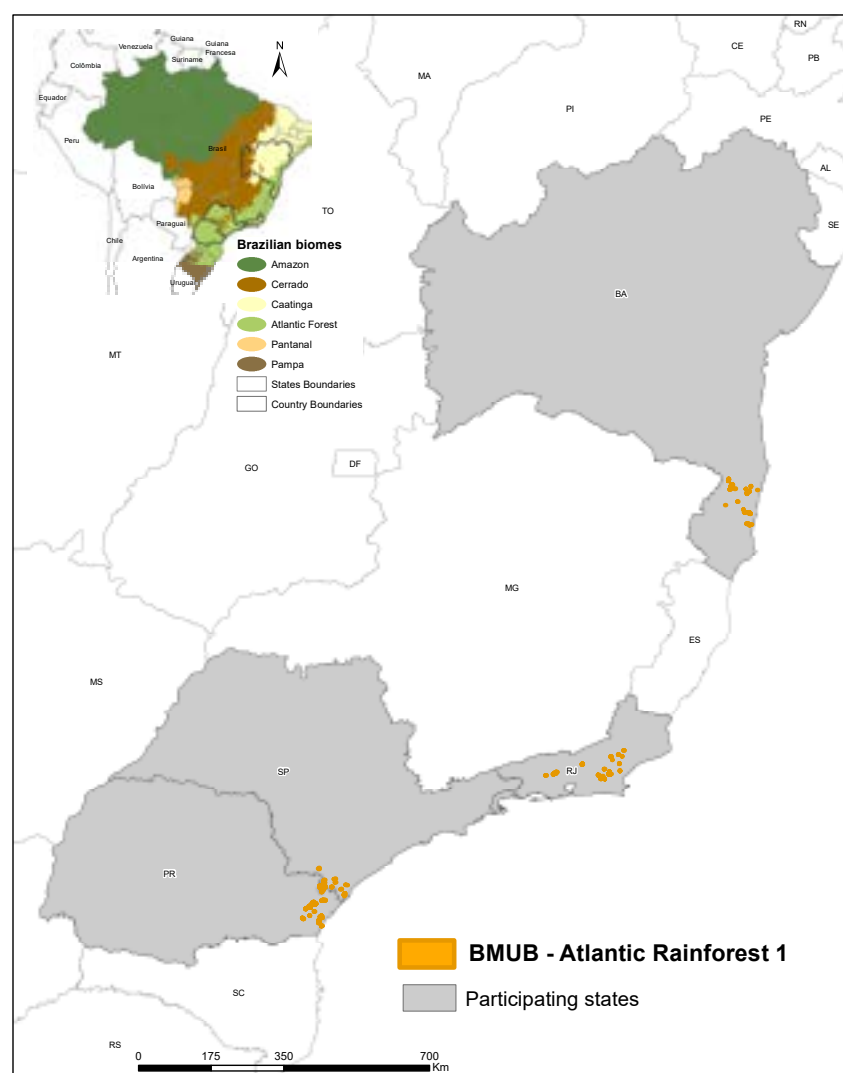 RN
CE
PB
MA
PI
PE
AL
SE
TO
BA
MT
GO
DF
MG
ES
MS
SP
RJ
PR
SC
RS
Guiana
Venezuela
Guiana
Francesa
Suriname
N
Colômbia
Equador
Peru
Brasil
Bolívia
Paraguai
Chile
Argentina
Uruguai
Brazilian biomes
Amazon
Cerrado
Caatinga
Atlantic Forest
Pantanal
Pampa
States Boundaries
Country Boundaries
BMUB - Atlantic Rainforest 1
Participating states
0 175 350 700
Km